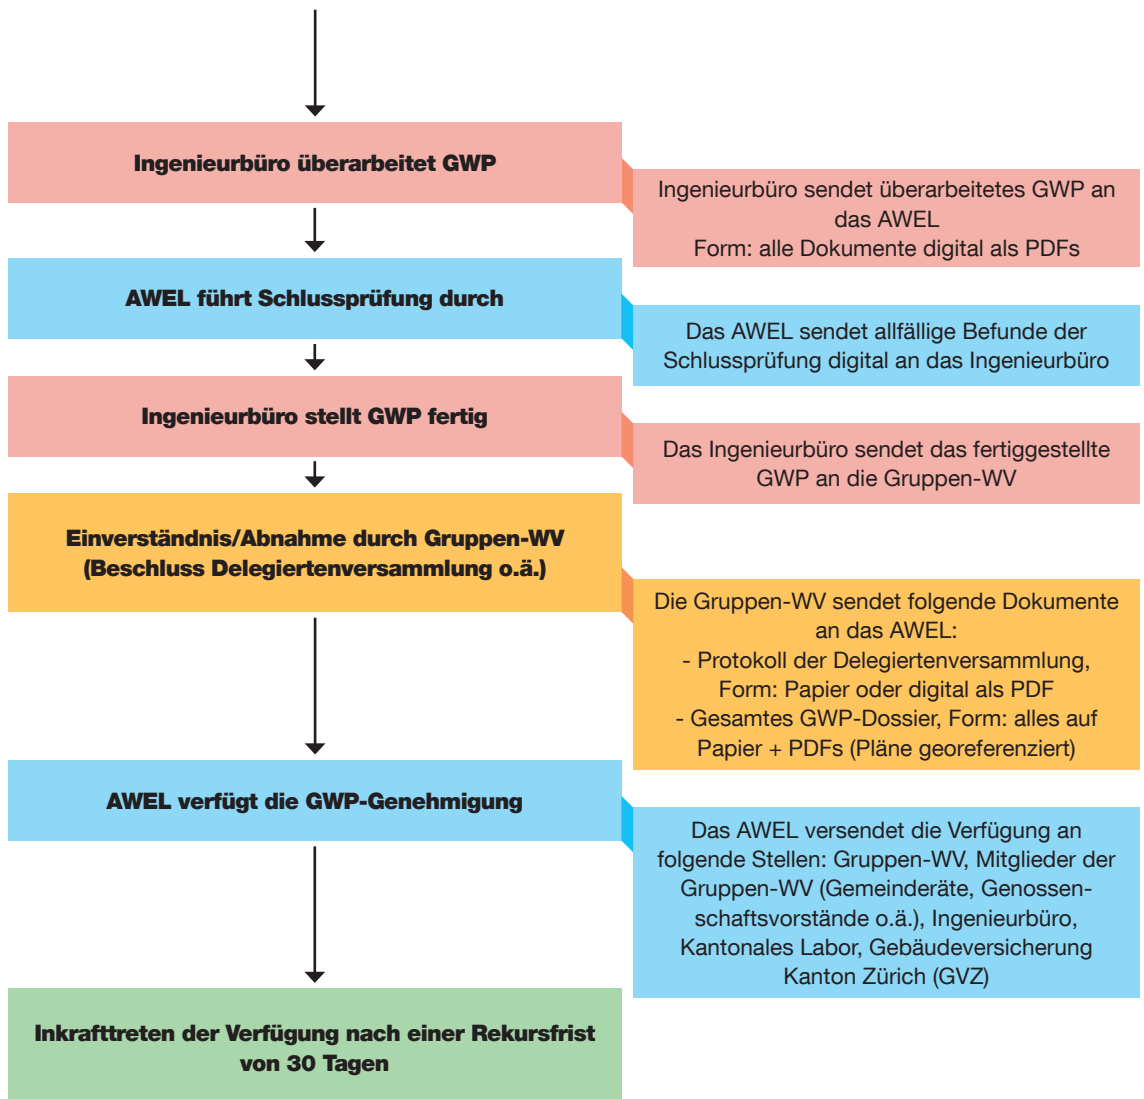 Ingenieurbüro überarbeitet GWP
Ingenieurbüro sendet überarbeitetes GWP an
das AWEL
Form: alle Dokumente digital als PDFs
AWEL führt Schlussprüfung durch
Das AWEL sendet allfällige Befunde der
Schlussprüfung digital an das Ingenieurbüro
Ingenieurbüro stellt GWP fertig
Das Ingenieurbüro sendet das fertiggestellte
GWP an die Gruppen-WV
Einverständnis/Abnahme durch Gruppen-WV
(Beschluss Delegiertenversammlung o.ä.)
Die Gruppen-WV sendet folgende Dokumente
an das AWEL:
- Protokoll der Delegiertenversammlung,
Form: Papier oder digital als PDF
- Gesamtes GWP-Dossier, Form: alles auf
Papier + PDFs (Pläne georeferenziert)
AWEL verfügt die GWP-Genehmigung
Das AWEL versendet die Verfügung an
folgende Stellen: Gruppen-WV, Mitglieder der
Gruppen-WV (Gemeinderäte, Genossen-
schaftsvorstände o.ä.), Ingenieurbüro,
Kantonales Labor, Gebäudeversicherung
Kanton Zürich (GVZ)
Inkrafttreten der Verfügung nach einer Rekursfrist
von 30 Tagen